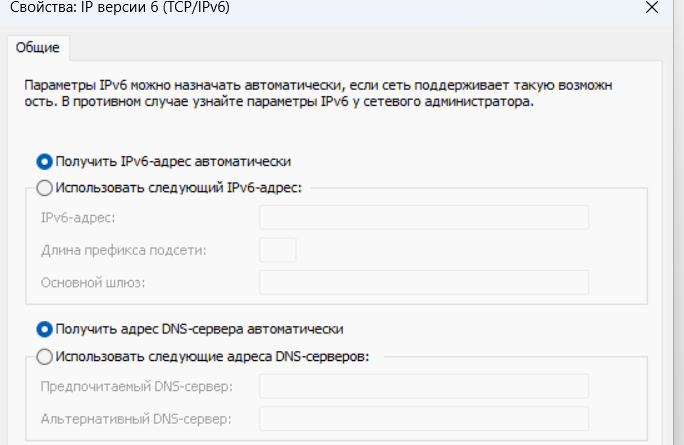 Свойства: IP версии 6 (TCP/IPv6)
Общие
Параметры IPv6 можно назначать автоматически, если сеть поддерживает такую возможн
ость. В противном случае узнайте параметры IPv6 у сетевого администратора.
Получить IPv6-адрес автоматически
Использовать следующий IPv6-адрес:
IPv6-адрес:
Длина префикса подсети:
Основной шлюз:
Получить адрес DNS-сервера автоматически
Использовать следующие адреса DNS-серверов:
Предпочитаемый DNS-сервер:
Альтернативный DNS-сервер: